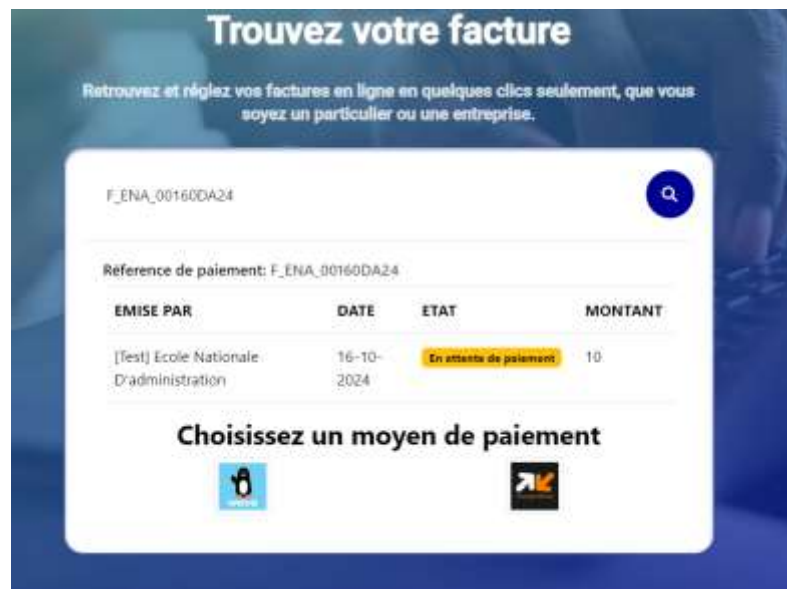 Trouvez votre facture
Retrouvez et réglez vos factures en ligne en quelques clics seulement, que vous
soyez un particulier ou une entreprise.
F_ENA_00160DA24
Réference de paiement: F_ENA_00160DA24
EMISE PAR DATE ETAT MONTANT
[Test] Ecole Nationale 16-10- En attente de paiement 10
D'administration 2024
Choisissez un moyen de paiement